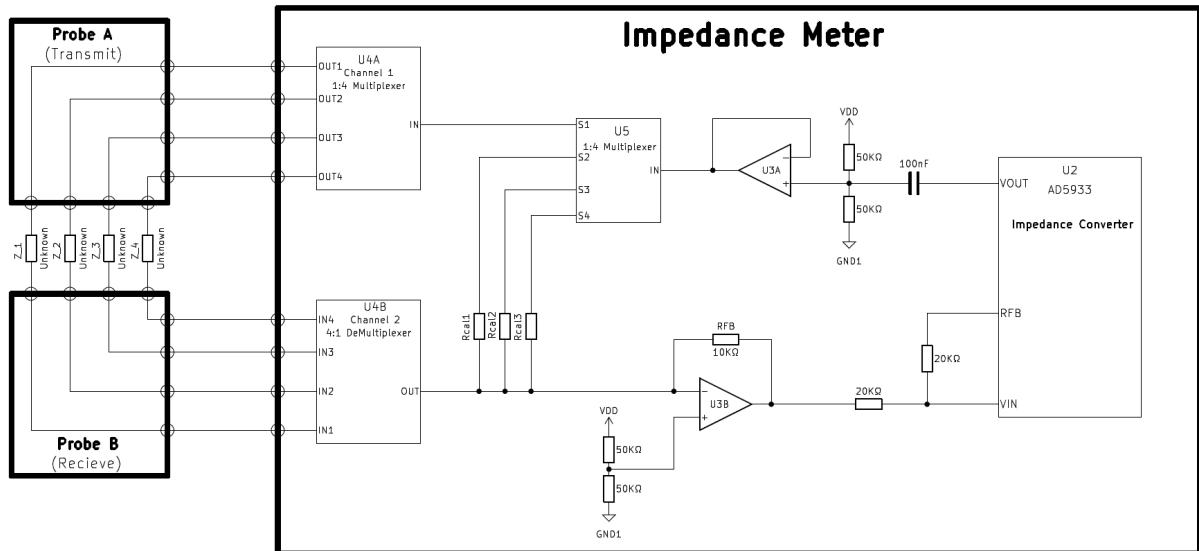 Impedance Meter
Probe A
(Transmit)
U4A
Channel 1
1:4 Multiplexer
OUT1
OUT2
OUT3
OUT4
IN
U5
1:4 Multiplexer
S1
S2
S3
S4
IN
U3A
-
+
VDD
50KΩ
50KΩ
GND1
100nF
U2
AD5933
Impedance Converter
VOUT
RFB
VIN
Z_1
Unknown
Z_2
Unknown
Z_3
Unknown
Z_4
Unknown
Probe B
(Recieve)
U4B
Channel 2
4:1 DeMultiplexer
IN4
IN3
IN2
IN1
OUT
Rcal1
Rcal2
Rcal3
RFB
10KΩ
U3B
-
+
VDD
50KΩ
50KΩ
GND1
20KΩ
20KΩ